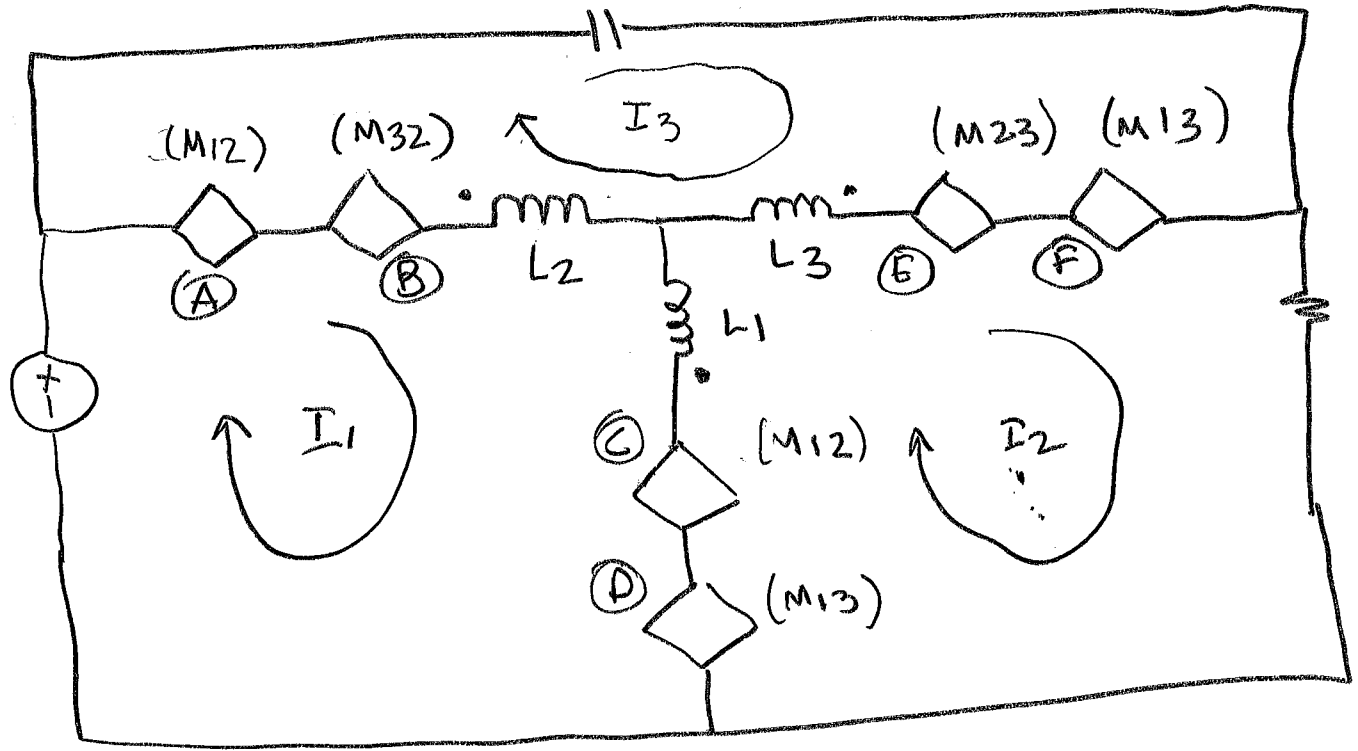 I3
(M12) (M32) (M23) (M13)
L2 L3
A B E F
L1
+
-
I1 I2
C (M12)
D (M13)